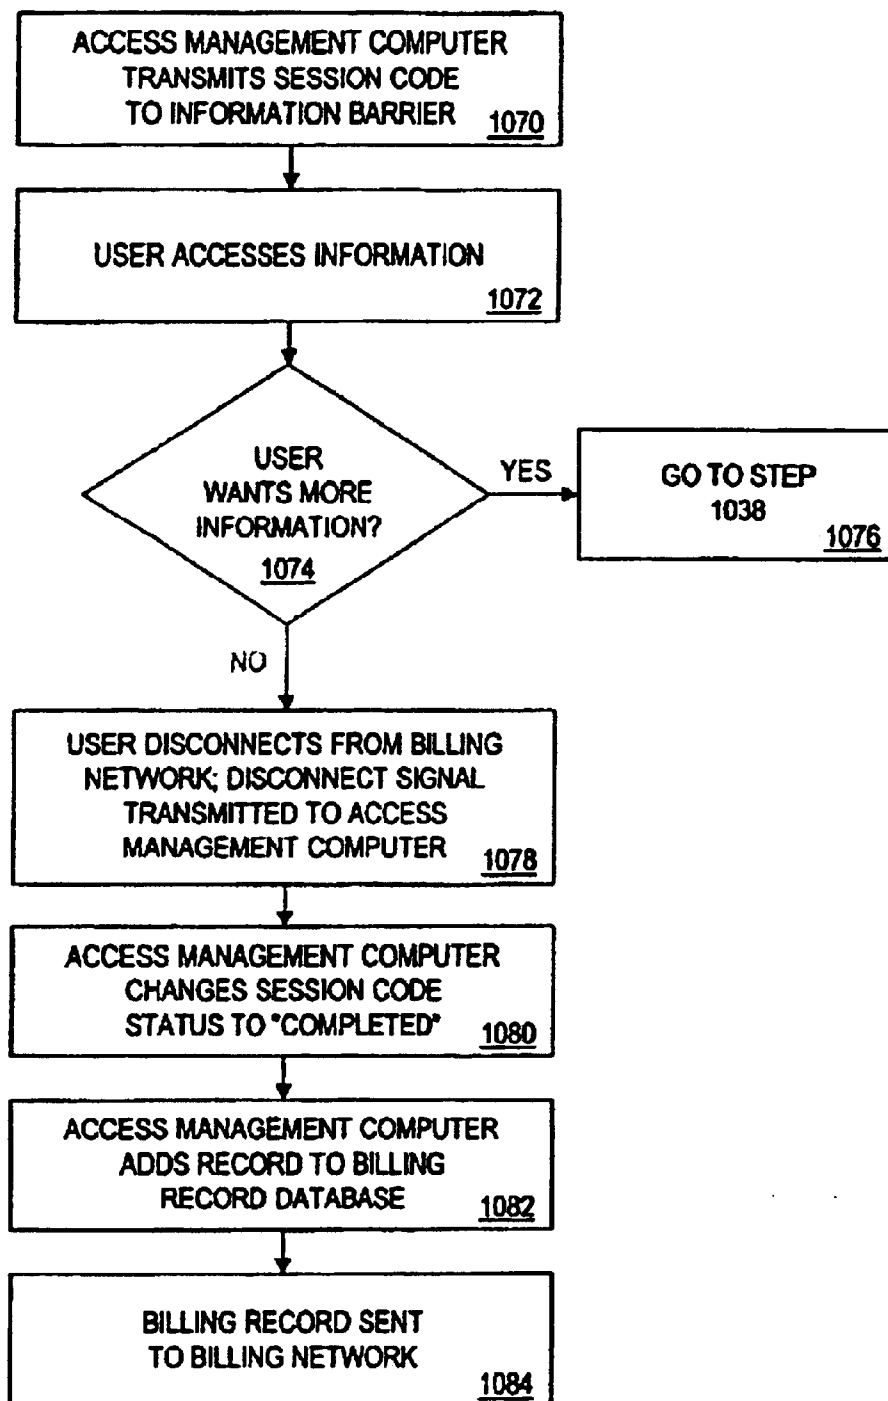 ACCESS MANAGEMENT COMPUTER
TRANSMITS SESSION CODE
TO INFORMATION BARRIER
1070
USER ACCESSES INFORMATION
1072
USER
WANTS MORE
INFORMATION?
1074
YES
GO TO STEP
1038
1076
NO
USER DISCONNECTS FROM BILLING
NETWORK; DISCONNECT SIGNAL
TRANSMITTED TO ACCESS
MANAGEMENT COMPUTER
1078
ACCESS MANAGEMENT COMPUTER
CHANGES SESSION CODE
STATUS TO "COMPLETED"
1080
ACCESS MANAGEMENT COMPUTER
ADDS RECORD TO BILLING
RECORD DATABASE
1082
BILLING RECORD SENT
TO BILLING NETWORK
1084